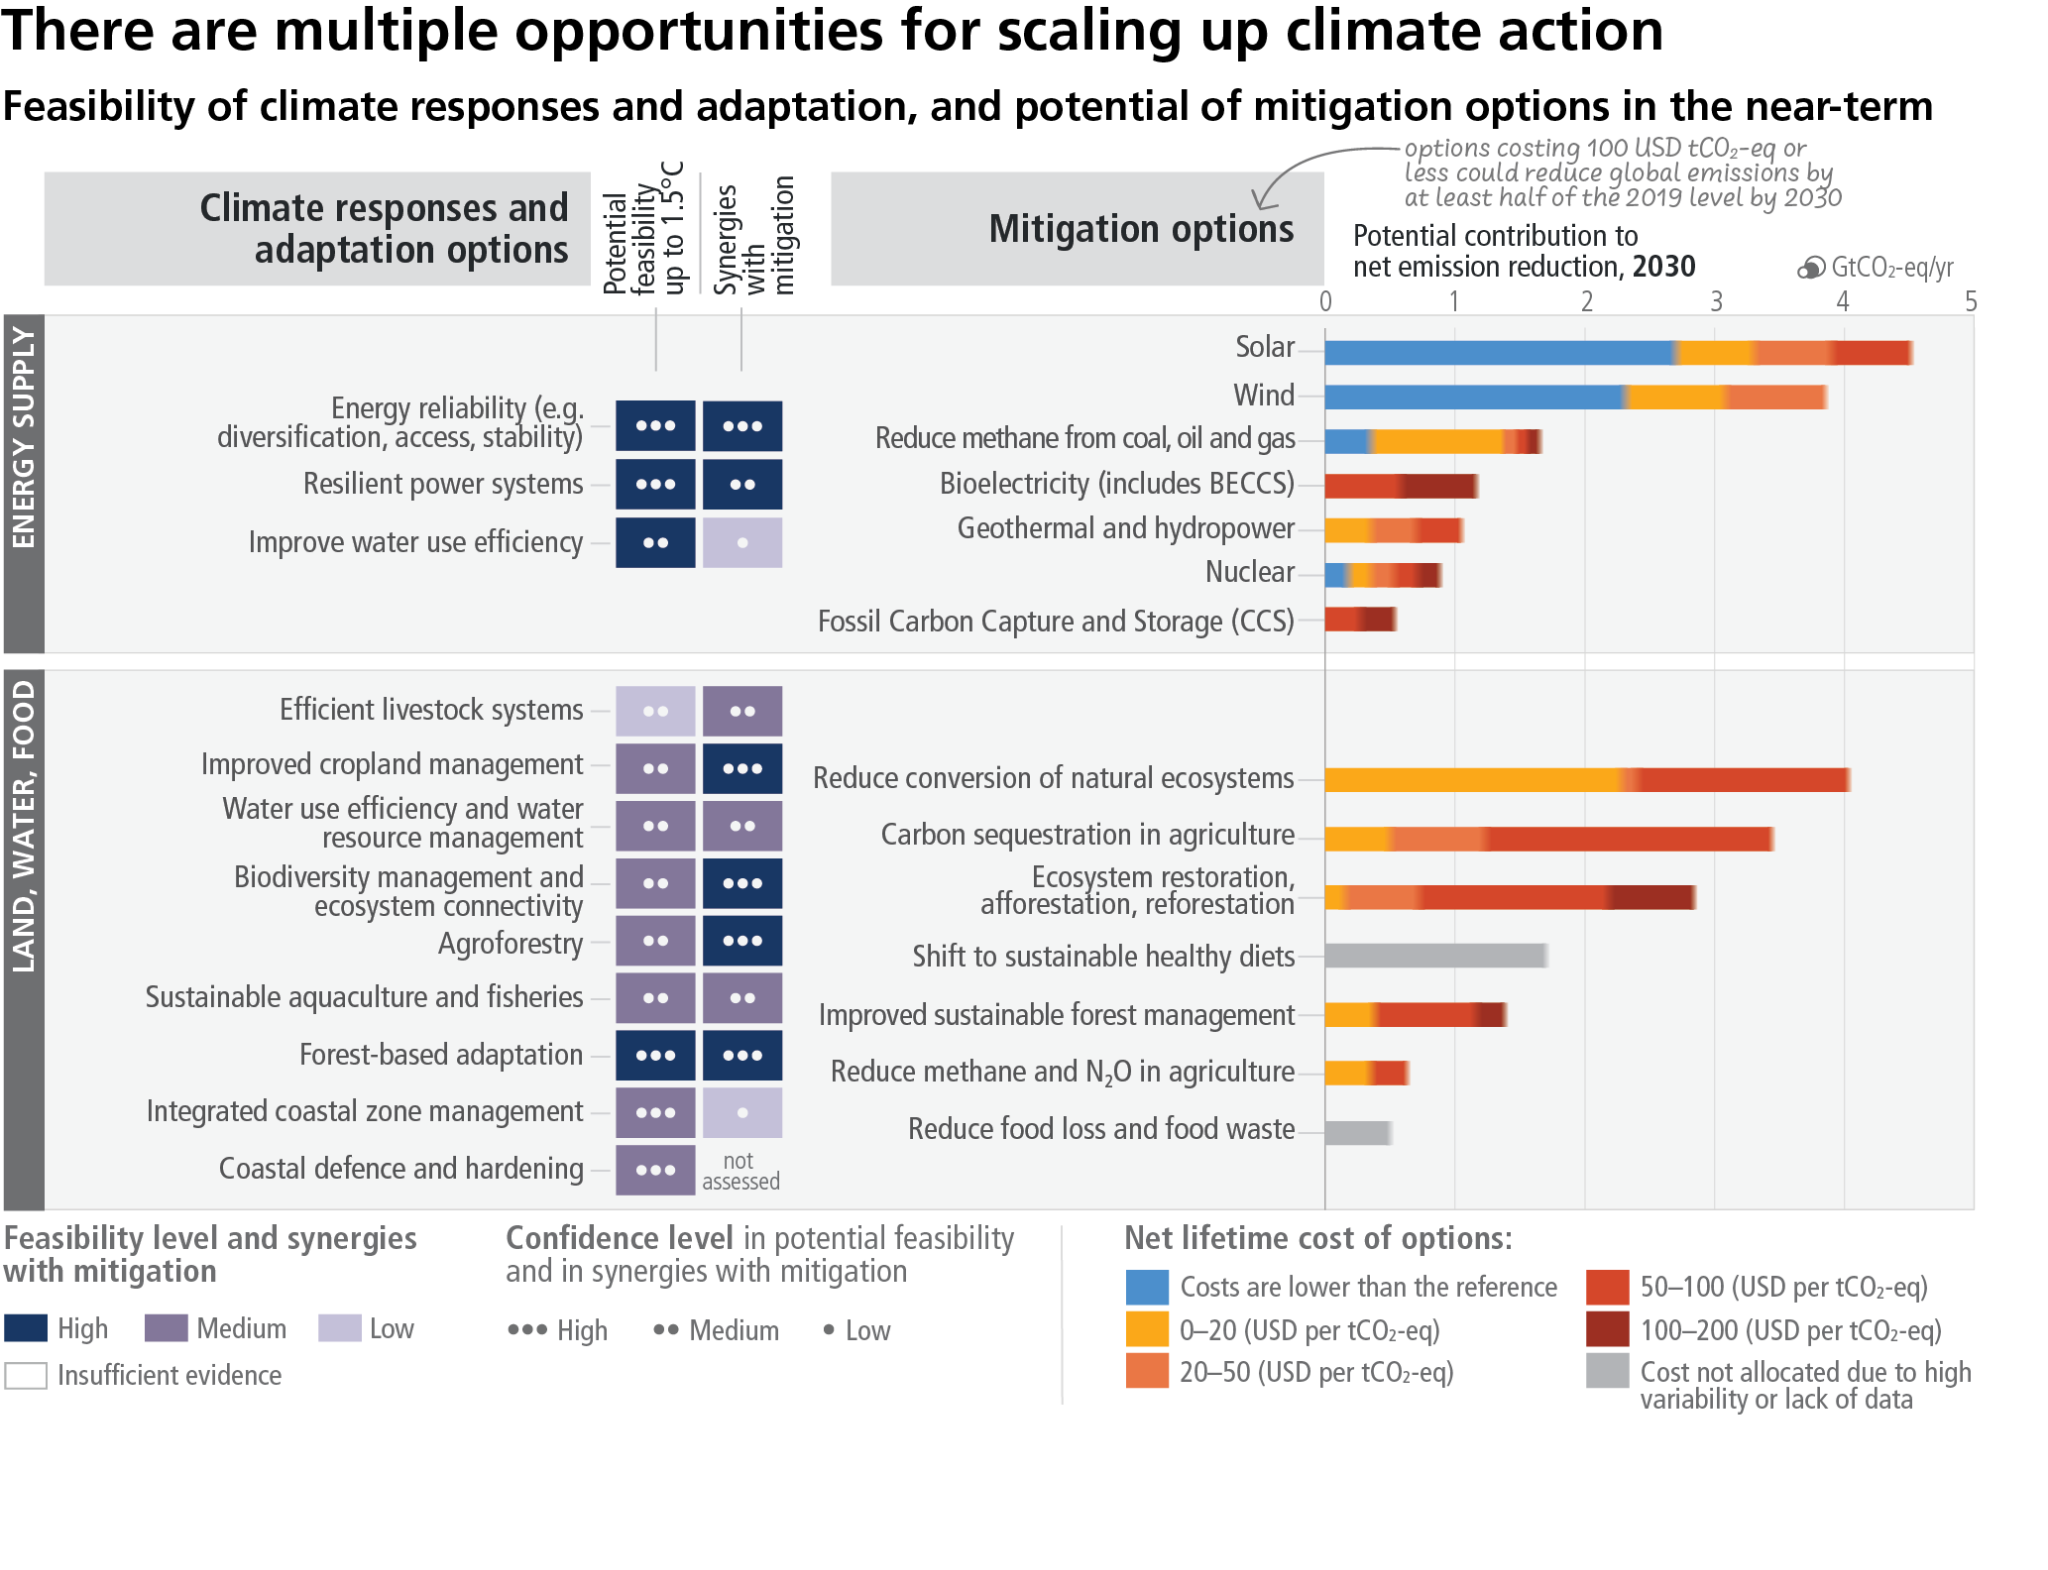 There are multiple opportunities for scaling up climate action
Feasibility of climate responses and adaptation, and potential of mitigation options in the near-term
Climate responses and
adaptation options
Potential
feasibility
up to 1.5°C
Synergies
with
mitigation
Mitigation options
options costing 100 USD tCO₂-eq or
less could reduce global emissions by
at least half of the 2019 level by 2030
Potential contribution to
net emission reduction, 2030
GtCO₂-eq/yr
0 1 2 3 4 5
ENERGY SUPPLY
Energy reliability (e.g.
diversification, access, stability)
Resilient power systems
Improve water use efficiency
Solar
Wind
Reduce methane from coal, oil and gas
Bioelectricity (includes BECCS)
Geothermal and hydropower
Nuclear
Fossil Carbon Capture and Storage (CCS)
LAND, WATER, FOOD
Efficient livestock systems
Improved cropland management
Water use efficiency and water
resource management
Biodiversity management and
ecosystem connectivity
Agroforestry
Sustainable aquaculture and fisheries
Forest-based adaptation
Integrated coastal zone management
Coastal defence and hardening
not
assessed
Reduce conversion of natural ecosystems
Carbon sequestration in agriculture
Ecosystem restoration,
afforestation, reforestation
Shift to sustainable healthy diets
Improved sustainable forest management
Reduce methane and N₂O in agriculture
Reduce food loss and food waste
Feasibility level and synergies
with mitigation
High
Medium
Low
Insufficient evidence
Confidence level in potential feasibility
and in synergies with mitigation
High
Medium
Low
Net lifetime cost of options:
Costs are lower than the reference
0–20 (USD per tCO₂-eq)
20–50 (USD per tCO₂-eq)
50–100 (USD per tCO₂-eq)
100–200 (USD per tCO₂-eq)
Cost not allocated due to high
variability or lack of data